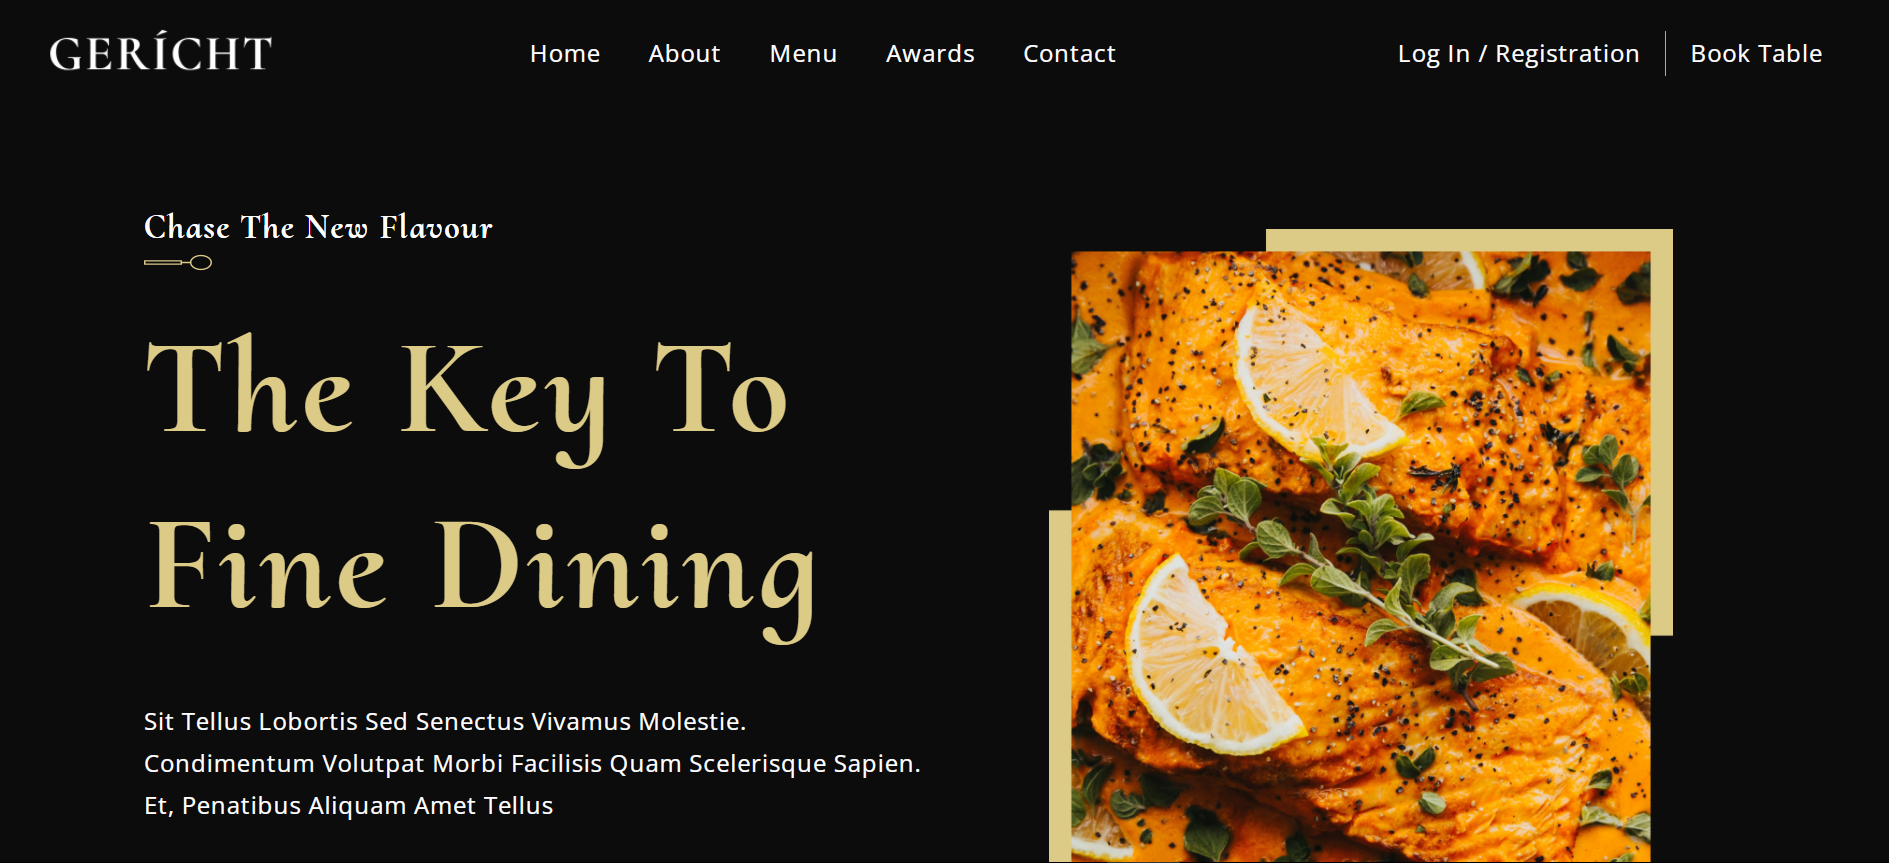 GERÍCHT
Home About Menu Awards Contact
Log In / Registration Book Table
Chase The New Flavour
The Key To
Fine Dining
Sit Tellus Lobortis Sed Senectus Vivamus Molestie.
Condimentum Volutpat Morbi Facilisis Quam Scelerisque Sapien.
Et, Penatibus Aliquam Amet Tellus